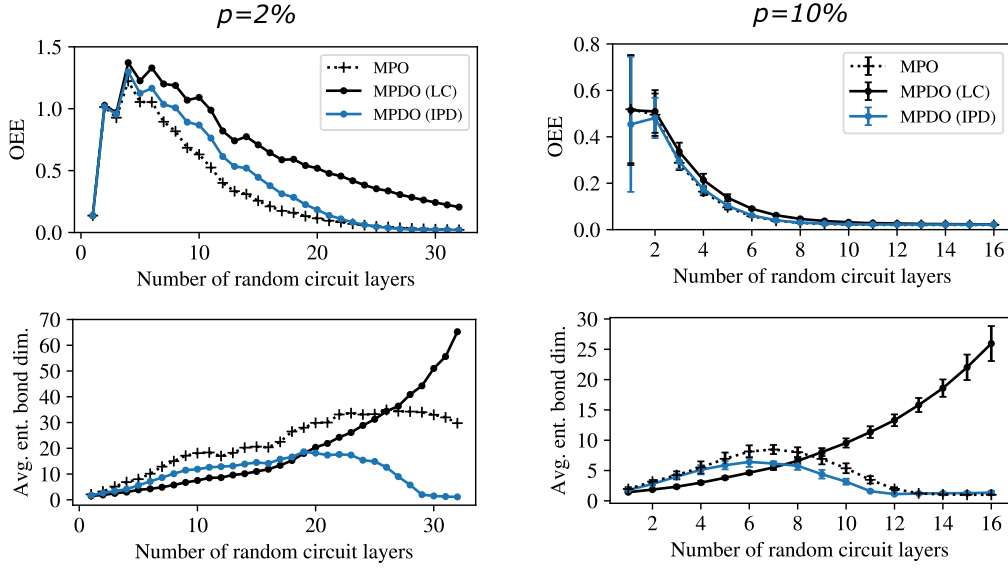 p=2%
p=10%
1.5
1.0
0.5
0.0
OEE
MPO
MPDO (LC)
MPDO (IPD)
0 10 20 30
Number of random circuit layers
0.8
0.6
0.4
0.2
0.0
OEE
MPO
MPDO (LC)
MPDO (IPD)
2 4 6 8 10 12 14 16
Number of random circuit layers
70
60
50
40
30
20
10
0
Avg. ent. bond dim.
0 10 20 30
Number of random circuit layers
30
25
20
15
10
5
0
Avg. ent. bond dim.
2 4 6 8 10 12 14 16
Number of random circuit layers